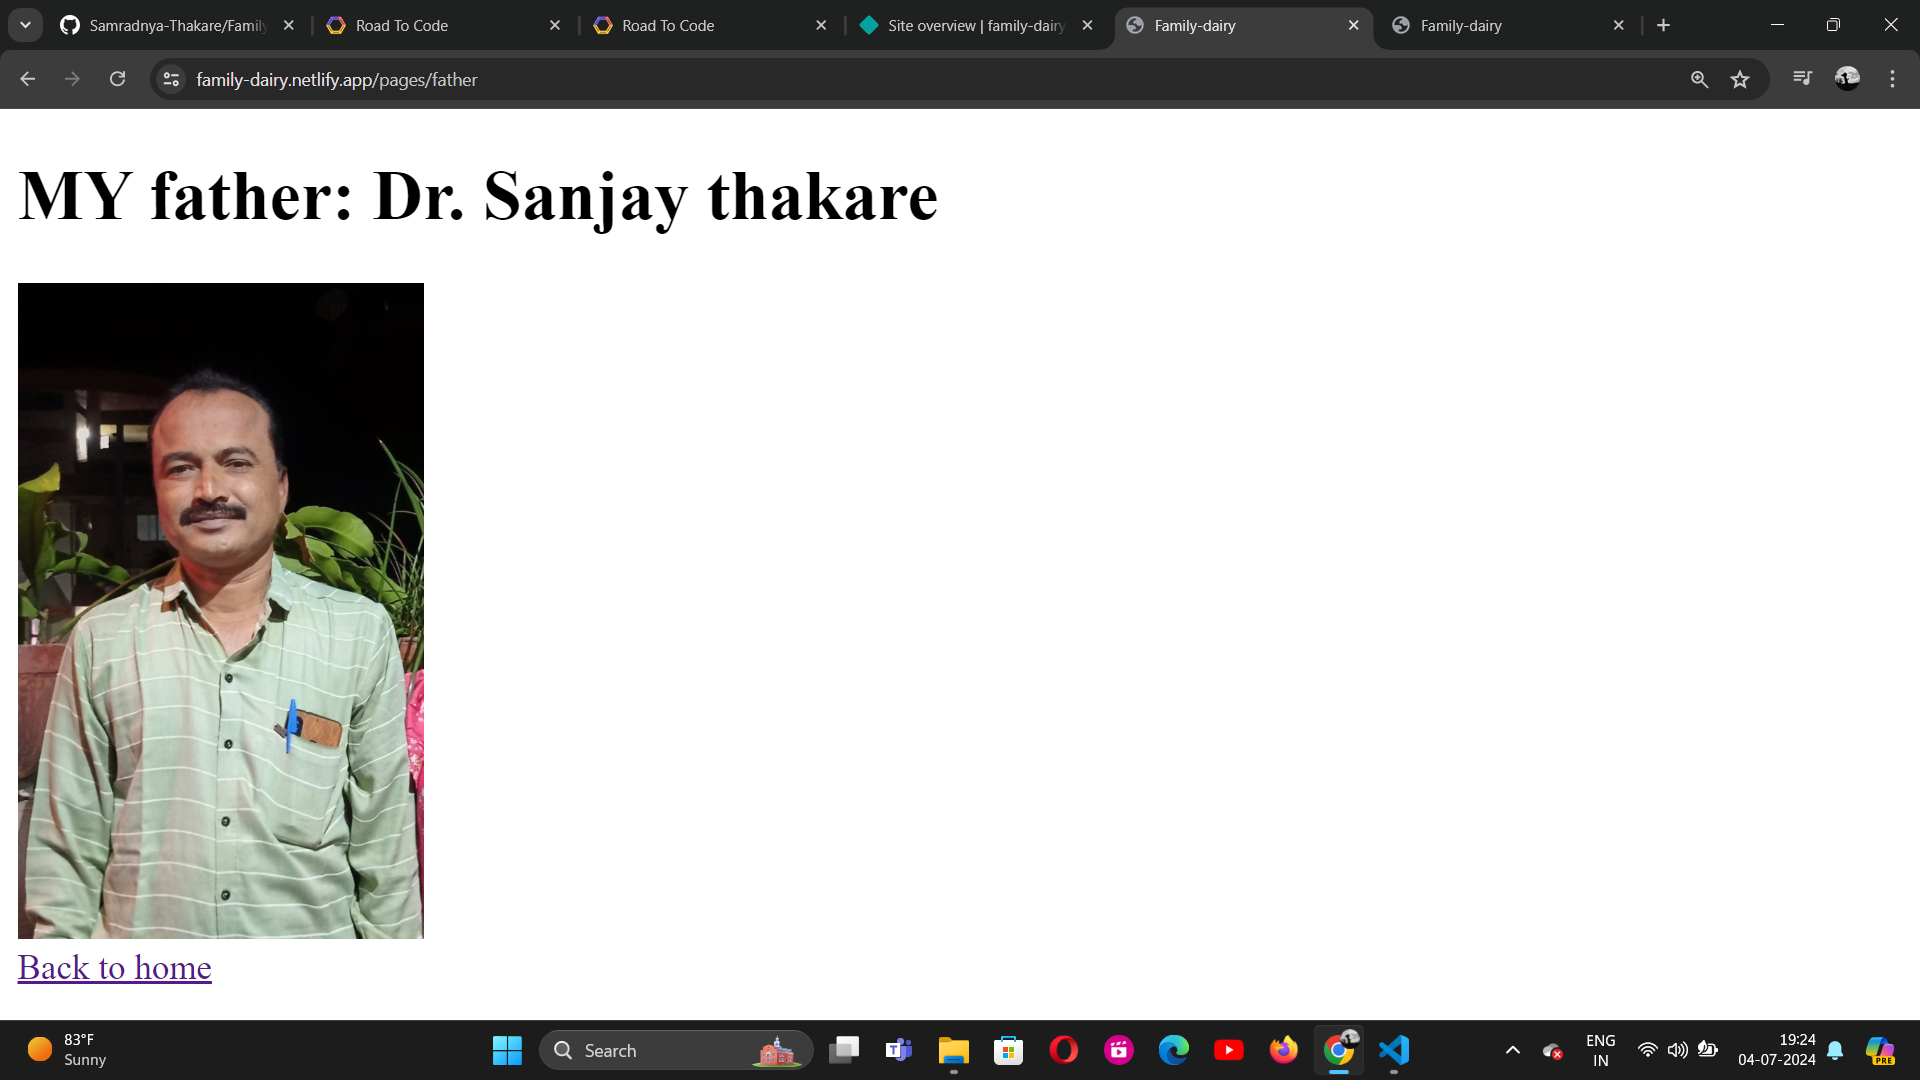 Samradnya-Thakare/Family
Road To Code
Road To Code
Site overview | family-dairy
Family-dairy
Family-dairy
family-dairy.netlify.app/pages/father
MY father: Dr. Sanjay thakare
Back to home
83°F
Sunny
Search
ENG
IN
19:24
04-07-2024
PRE